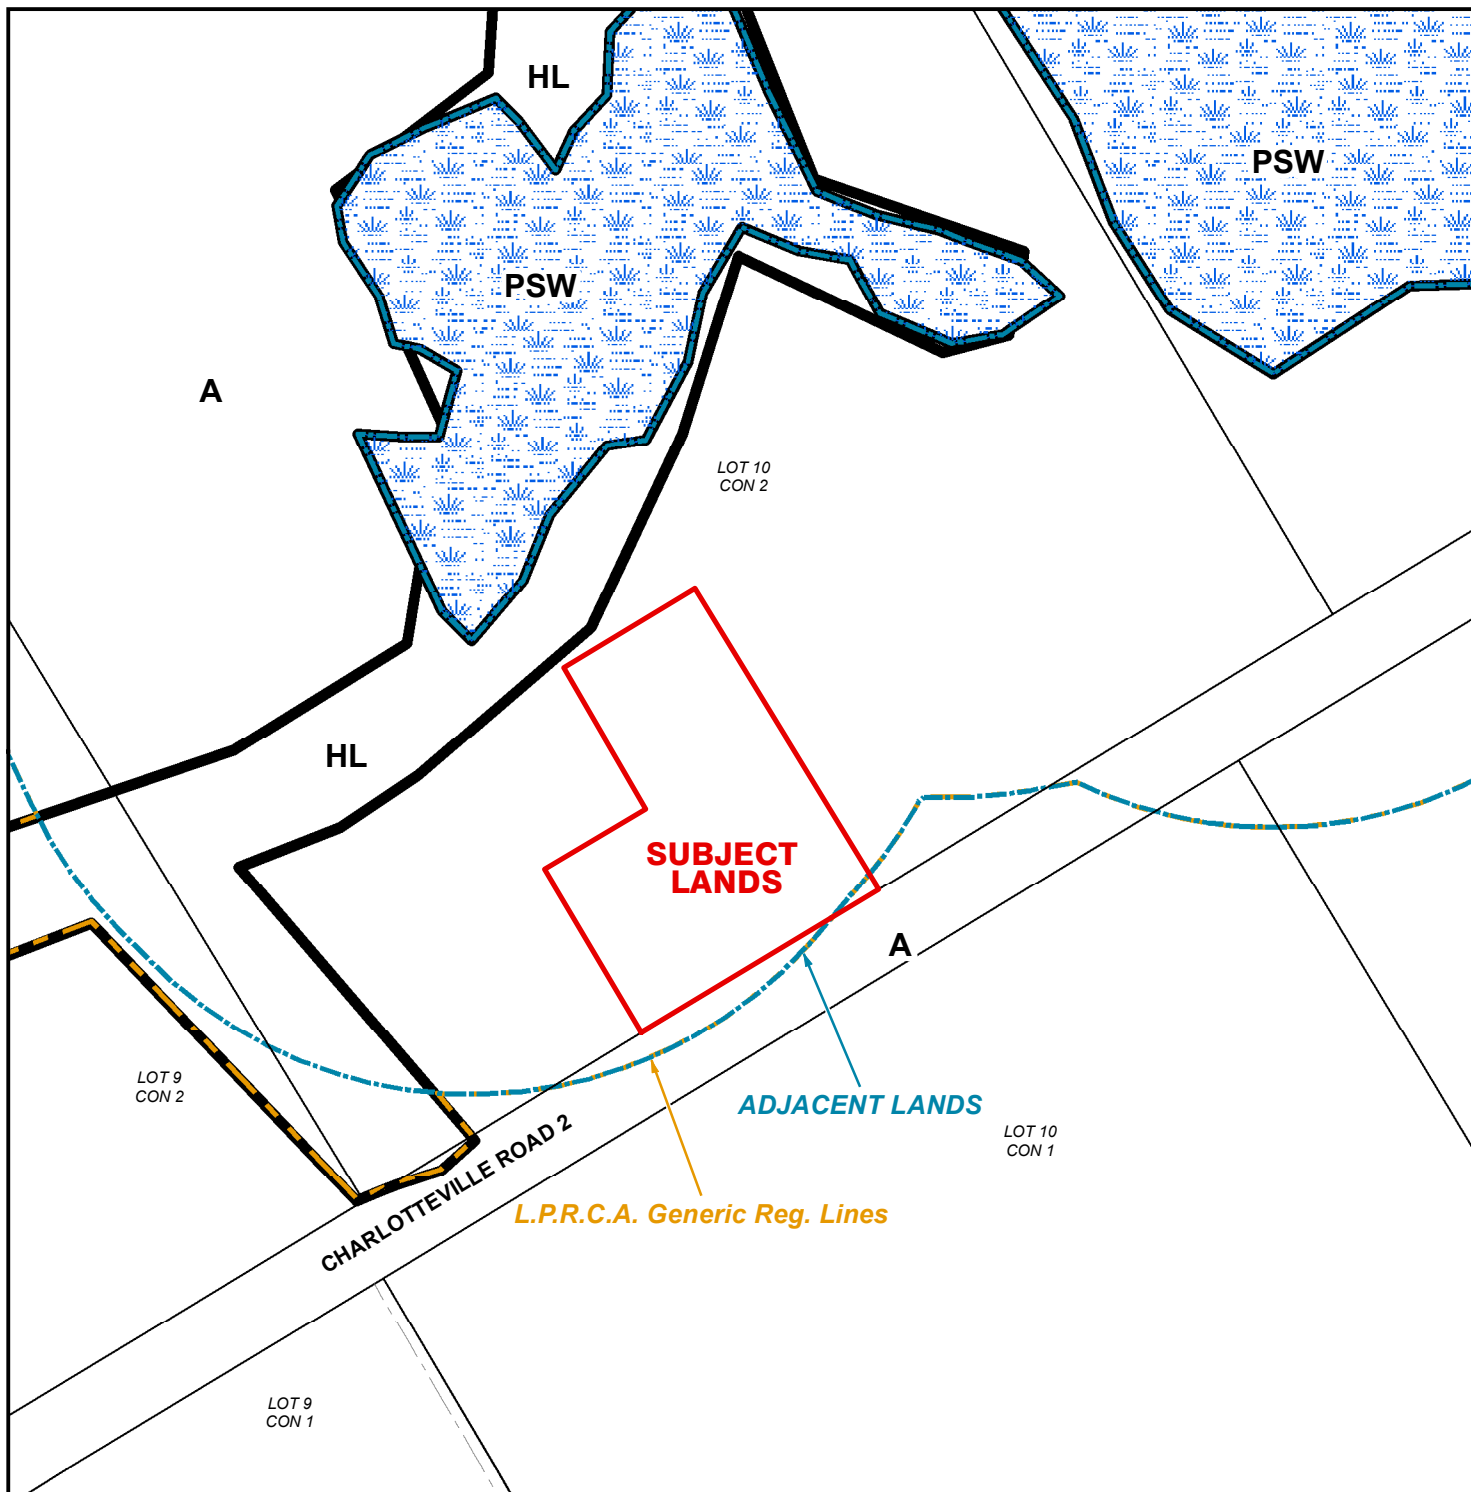 HL
PSW
PSW
A
LOT 10
CON 2
HL
SUBJECT
LANDS
A
LOT 9
CON 2
ADJACENT LANDS
LOT 10
CON 1
CHARLOTTEVILLE ROAD 2
L.P.R.C.A. Generic Reg. Lines
LOT 9
CON 1